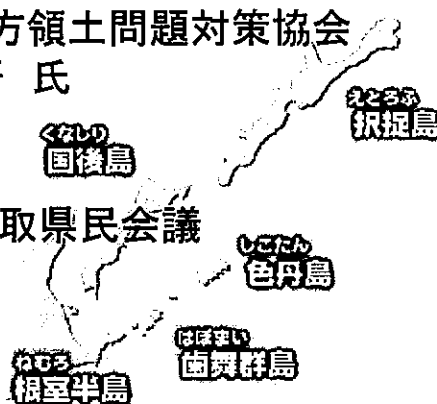 方領土問題対策協会
氏
えとろふ
択捉島
くなしり
国後島
取県民会議
しこたん
色丹島
はぼまい
歯舞群島
ねむろ
根室半島